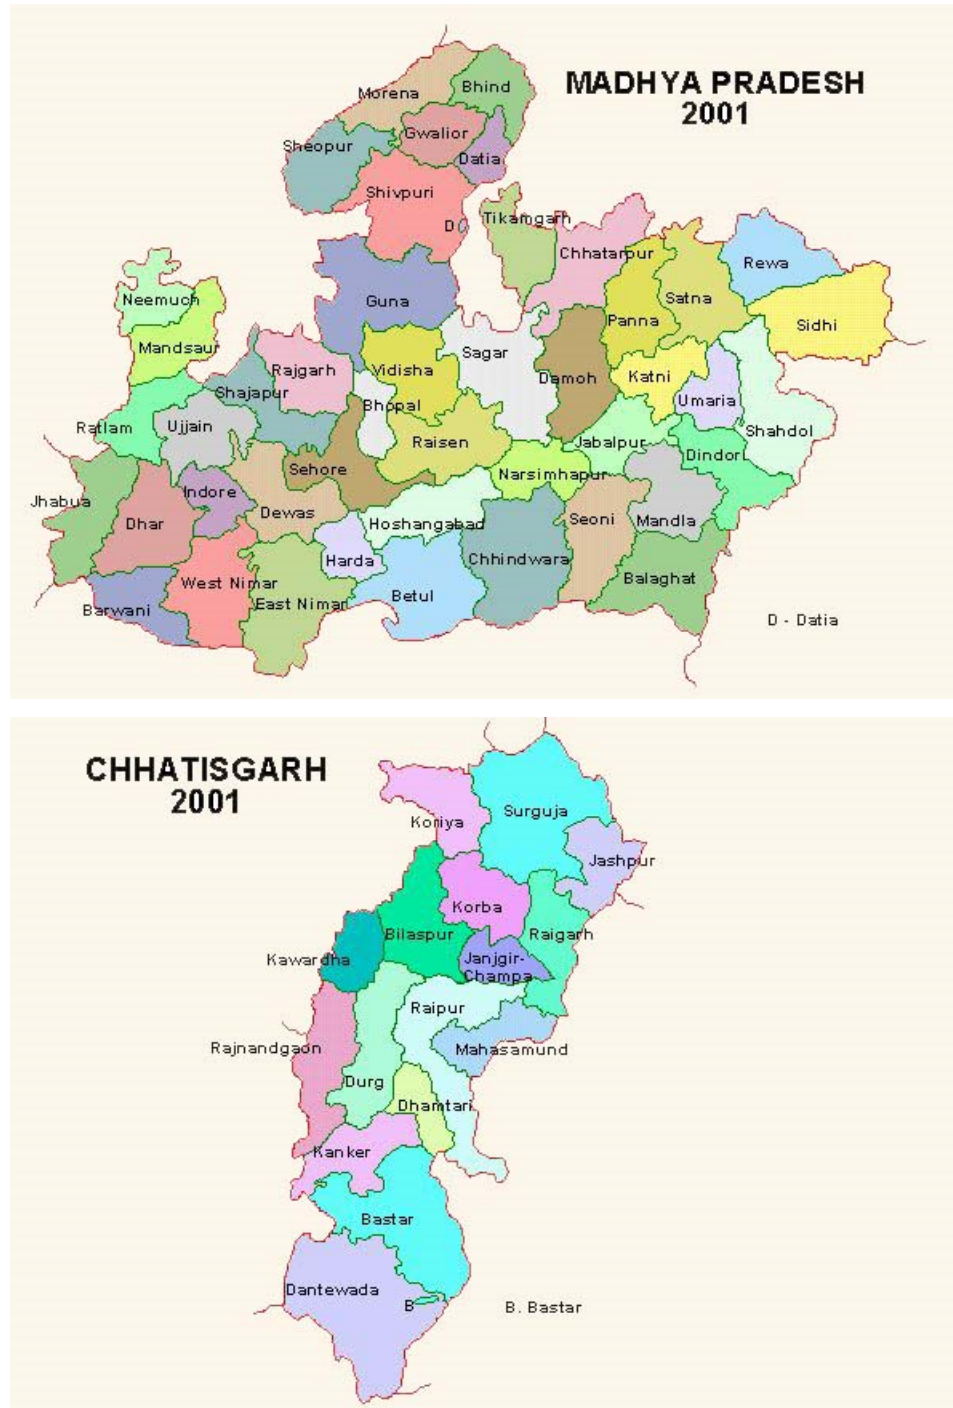 MADHYA PRADESH
2001
Morena
Bhind
Gwalior
Sheopur
Datia
Shivpuri
D
Tikamgarh
Chhatarpur
Rewa
Neemuch
Guna
Satna
Panna
Sidhi
Mandsaur
Sagar
Rajgarh
Vidisha
Damoh
Katni
Shajapur
Umaria
Bhopal
Ratlam
Ujjain
Raisen
Jabalpur
Shahdol
Dindori
Sehore
Narsimhapur
Jhabua
Indore
Dhar
Dewas
Hoshangabad
Seoni
Mandla
Harda
Chhindwara
West Nimar
Balaghat
Barwani
East Nimar
Betul
D - Datia
CHHATISGARH
2001
Koriya
Surguja
Jashpur
Korba
Bilaspur
Raigarh
Kawardha
Janjgir-
Champa
Raipur
Rajnandgaon
Mahasamund
Durg
Dhamtari
Kanker
Bastar
Dantewada
B
B. Bastar